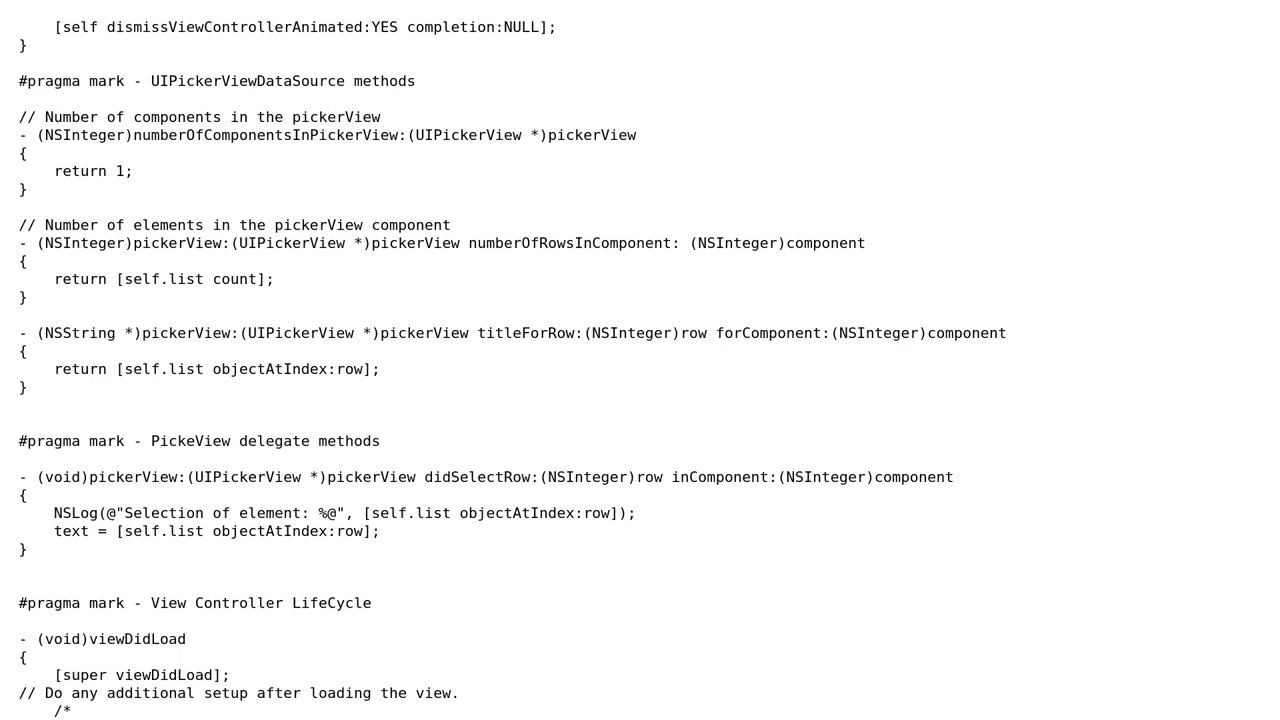 [self dismissViewControllerAnimated:YES completion:NULL];
}

#pragma mark - UIPickerViewDataSource methods

// Number of components in the pickerView
- (NSInteger)numberOfComponentsInPickerView:(UIPickerView *)pickerView
{
    return 1;
}

// Number of elements in the pickerView component
- (NSInteger)pickerView:(UIPickerView *)pickerView numberOfRowsInComponent: (NSInteger)component
{
    return [self.list count];
}

- (NSString *)pickerView:(UIPickerView *)pickerView titleForRow:(NSInteger)row forComponent:(NSInteger)component
{
    return [self.list objectAtIndex:row];
}


#pragma mark - PickeView delegate methods

- (void)pickerView:(UIPickerView *)pickerView didSelectRow:(NSInteger)row inComponent:(NSInteger)component
{
    NSLog(@"Selection of element: %@", [self.list objectAtIndex:row]);
    text = [self.list objectAtIndex:row];
}


#pragma mark - View Controller LifeCycle

- (void)viewDidLoad
{
    [super viewDidLoad];
// Do any additional setup after loading the view.
    /*